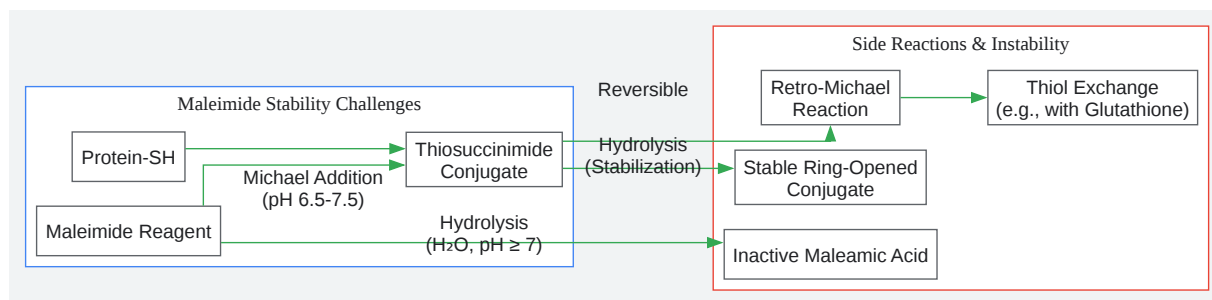 Maleimide Stability Challenges
Protein-SH
Maleimide Reagent
Michael Addition
(pH 6.5-7.5)
Thiosuccinimide
Conjugate
Hydrolysis
(H₂O, pH ≥ 7)
Reversible
Hydrolysis
(Stabilization)
Side Reactions & Instability
Retro-Michael
Reaction
Thiol Exchange
(e.g., with Glutathione)
Stable Ring-Opened
Conjugate
Inactive Maleamic Acid